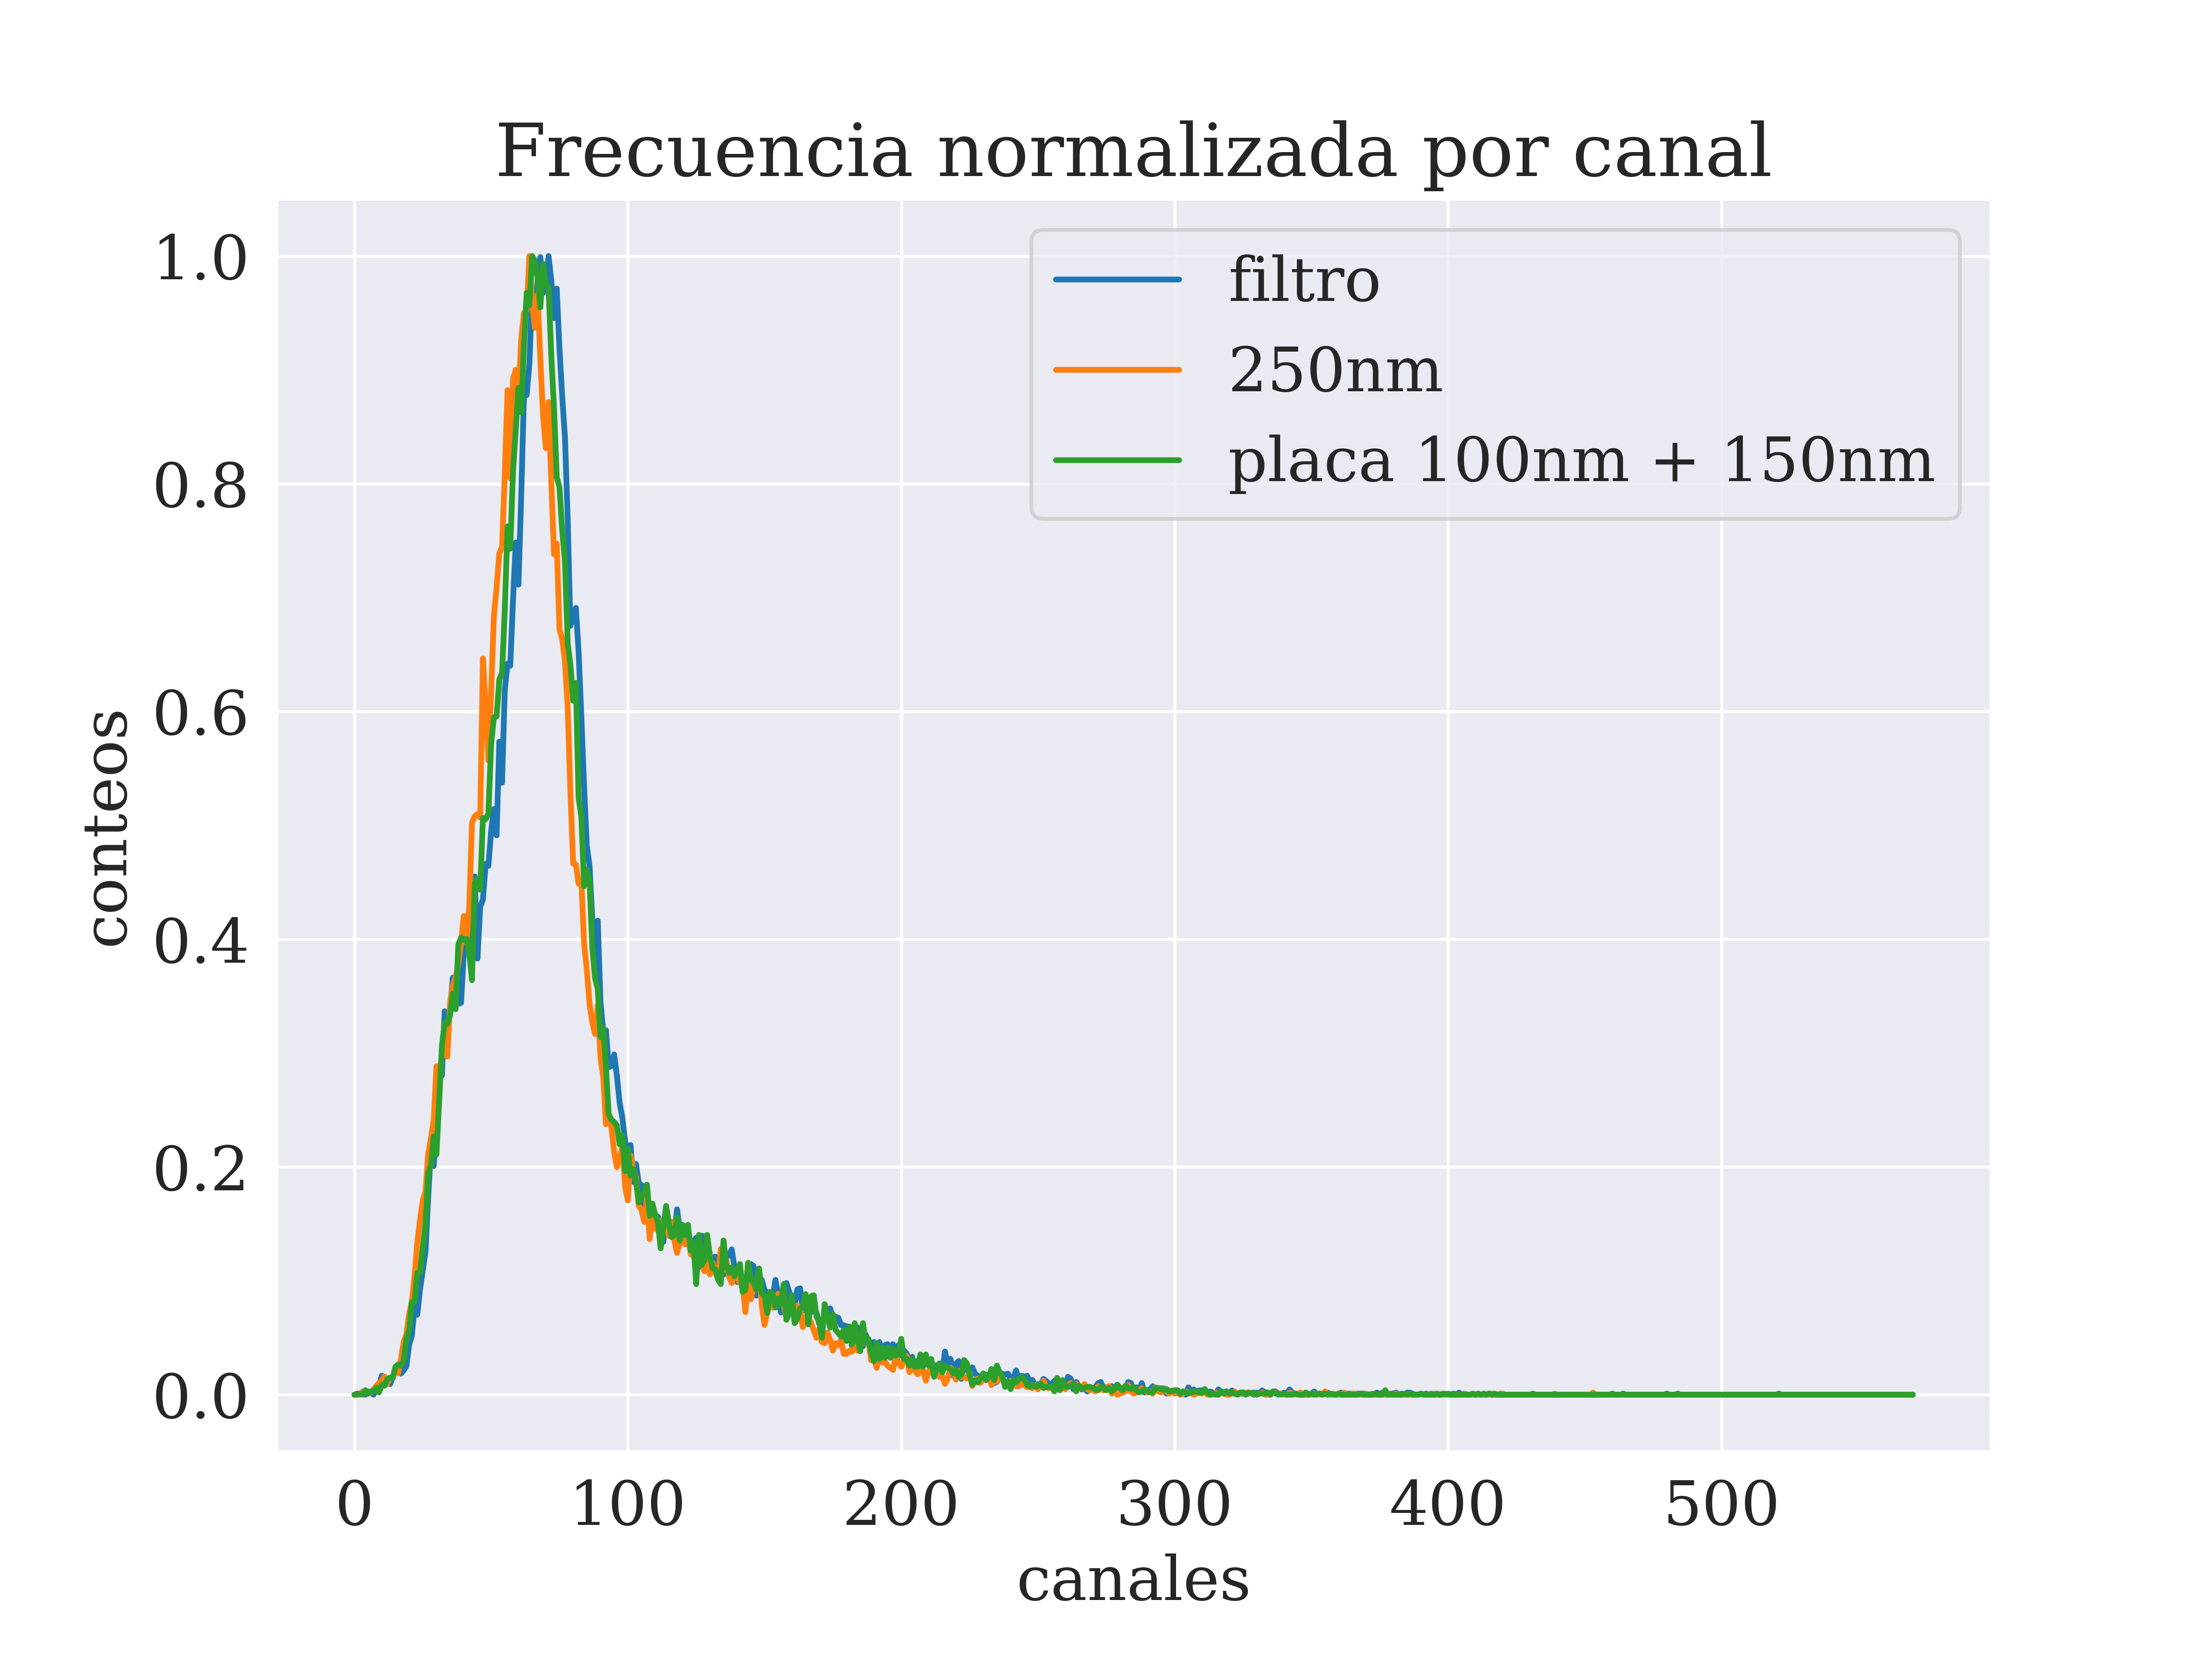 Frecuencia normalizada por canal
1.0
0.8
0.6
0.4
0.2
0.0
conteos
filtro
250nm
placa 100nm + 150nm
0 100 200 300 400 500
canales